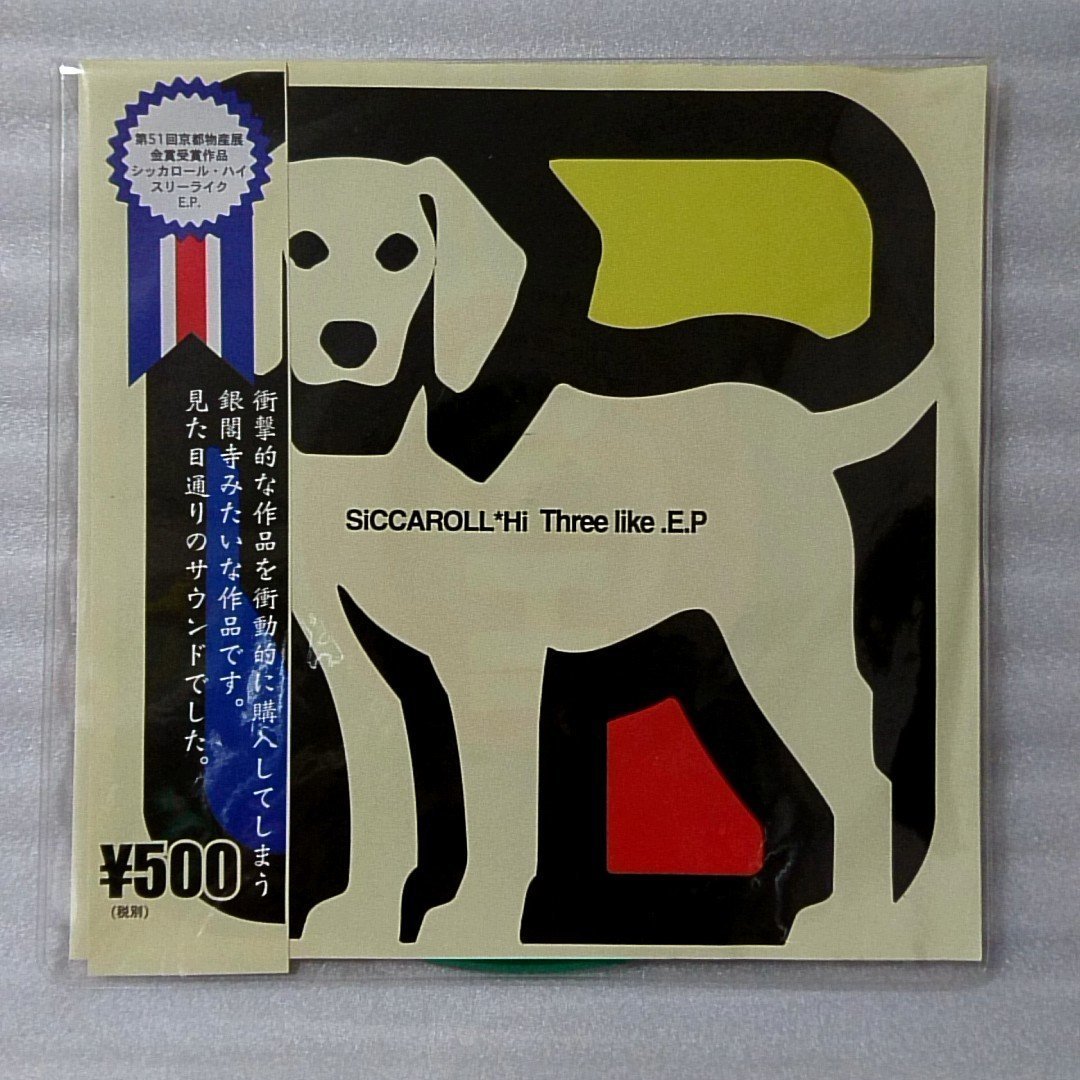 第51回京都物産展
金賞受賞作品
シッカロール・ハイ
スリーライク
E.P.
衝撃的な作品を衝動的に購入してしまう
銀閣寺みたいな作品です。
見た目通りのサウンドでした。
¥500
(税別)
SiCCAROLL*Hi Three like .E.P